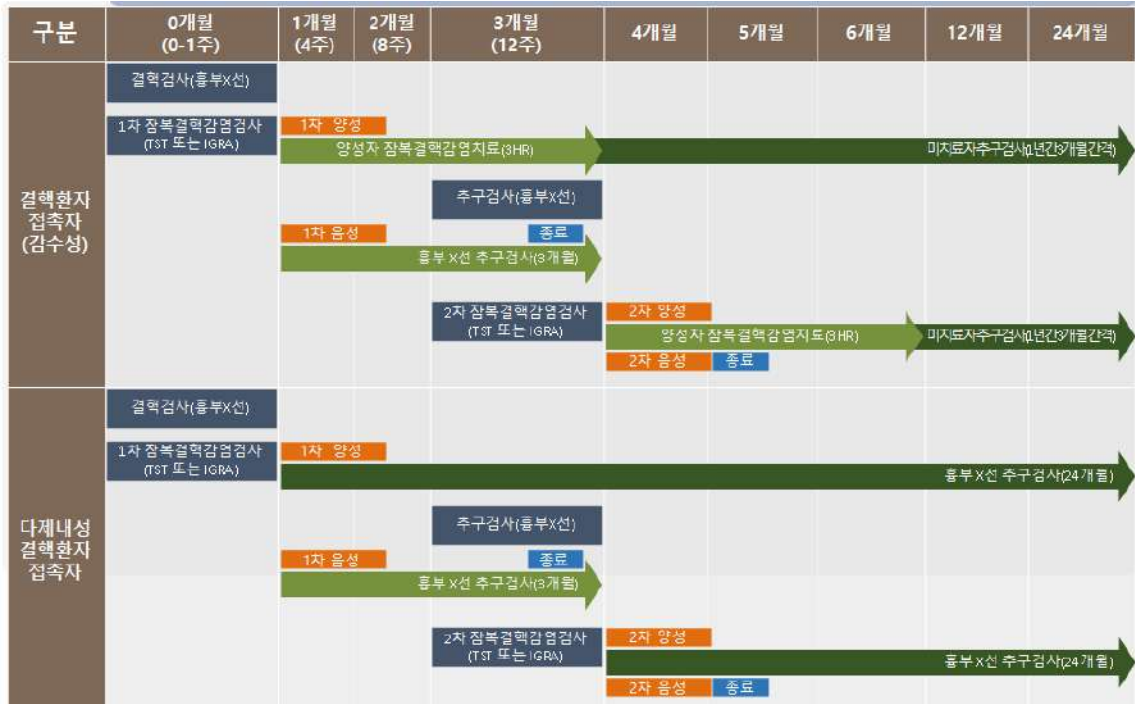 구분
0개월
(0-1주)
1개월
(4주)
2개월
(8주)
3개월
(12주)
4개월
5개월
6개월
12개월
24개월
결핵환자
접촉자
(감수성)
결핵검사(흉부X선)
1차 잠복결핵감염검사
(TST 또는 IGRA)
1차 양성
양성자 잠복결핵감염치료(3HR)
미치료자추구검사(1년간3개월간격)
추구검사(흉부X선)
1차 음성
종료
흉부 X선 추구검사(3개월)
2차 잠복결핵감염검사
(TST 또는 IGRA)
2차 양성
양성자 잠복결핵감염치료(3HR)
미치료자추구검사(1년간3개월간격)
2차 음성
종료
다제내성
결핵환자
접촉자
결핵검사(흉부X선)
1차 잠복결핵감염검사
(TST 또는 IGRA)
1차 양성
흉부 X선 추구검사(24개월)
추구검사(흉부X선)
1차 음성
종료
흉부 X선 추구검사(3개월)
2차 잠복결핵감염검사
(TST 또는 IGRA)
2차 양성
흉부 X선 추구검사(24개월)
2차 음성
종료